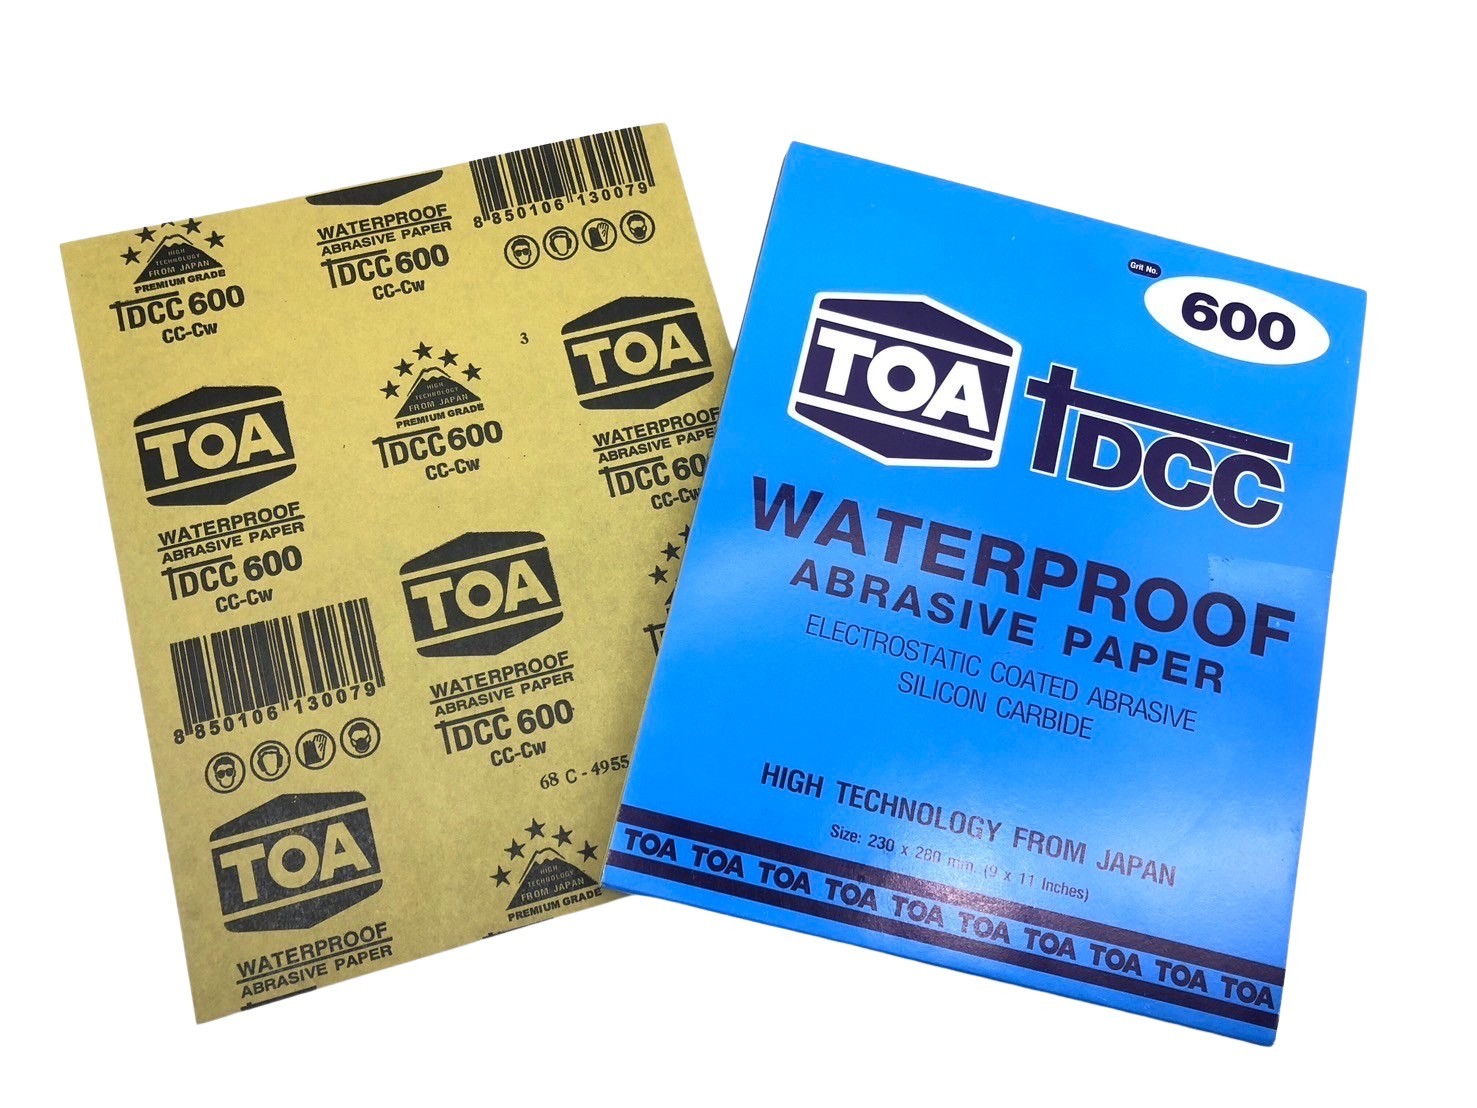 HIGH
TECHNOLOGY
FROM JAPAN
PREMIUM GRADE
TDCC 600
CC-Cw
WATERPROOF
ABRASIVE PAPER
TDCC 600
CC-Cw
8 850106 130079
TOA
WATERPROOF
ABRASIVE PAPER
TDCC 600
CC-Cw
3
HIGH
TECHNOLOGY
FROM JAPAN
PREMIUM GRADE
TDCC 600
CC-Cw
TOA
WATERPROOF
ABRASIVE PAPER
TDCC 60
CC-Cw
8 850106 130079
TOA
WATERPROOF
ABRASIVE PAPER
TDCC 600
CC-Cw
68 C - 4955
TOA
WATERPROOF
ABRASIVE PAPER
HIGH
TECHNOLOGY
FROM JAPAN
PREMIUM GRADE
Grit No.
600
TOA TDCC
WATERPROOF
ABRASIVE PAPER
ELECTROSTATIC COATED ABRASIVE
SILICON CARBIDE
HIGH TECHNOLOGY FROM JAPAN
Size: 230 x 280 mm. (9 x 11 Inches)
TOA TOA TOA TOA TOA TOA TOA TOA TOA TOA